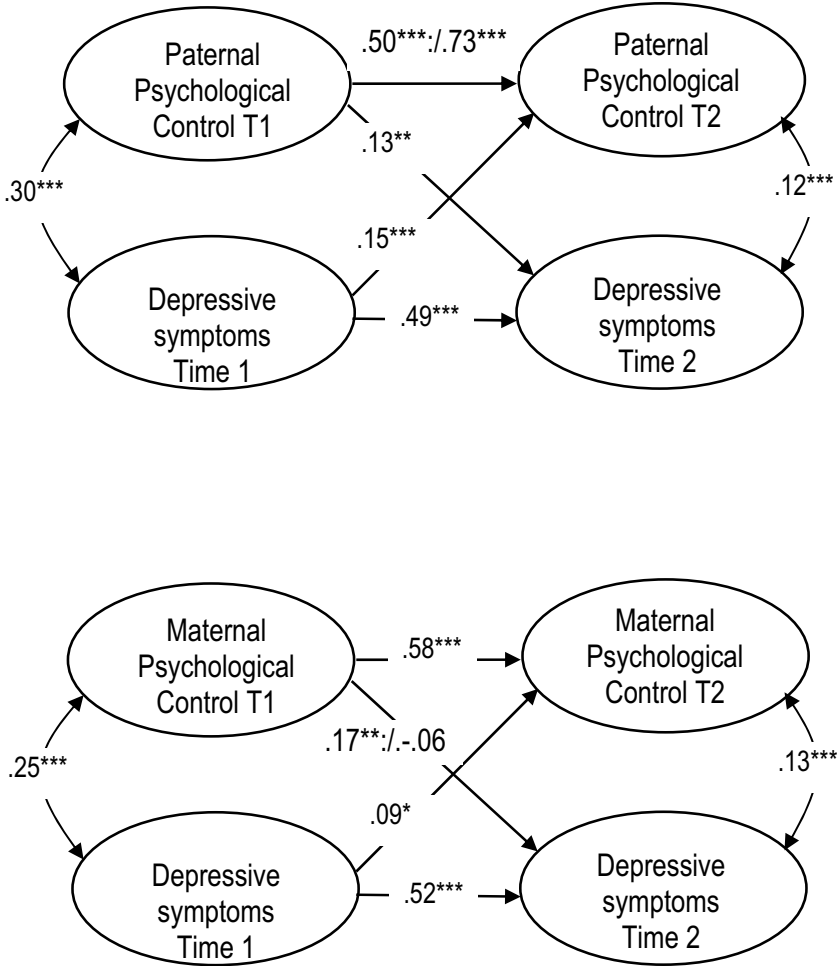 .50***:/.73***
Paternal
Psychological
Control T1
Paternal
Psychological
Control T2
.13**
.30***
.12***
.15***
Depressive
symptoms
Time 1
.49***
Depressive
symptoms
Time 2
Maternal
Psychological
Control T1
.58***
Maternal
Psychological
Control T2
.17**:/.-.06
.25***
.13***
.09*
Depressive
symptoms
Time 1
.52***
Depressive
symptoms
Time 2